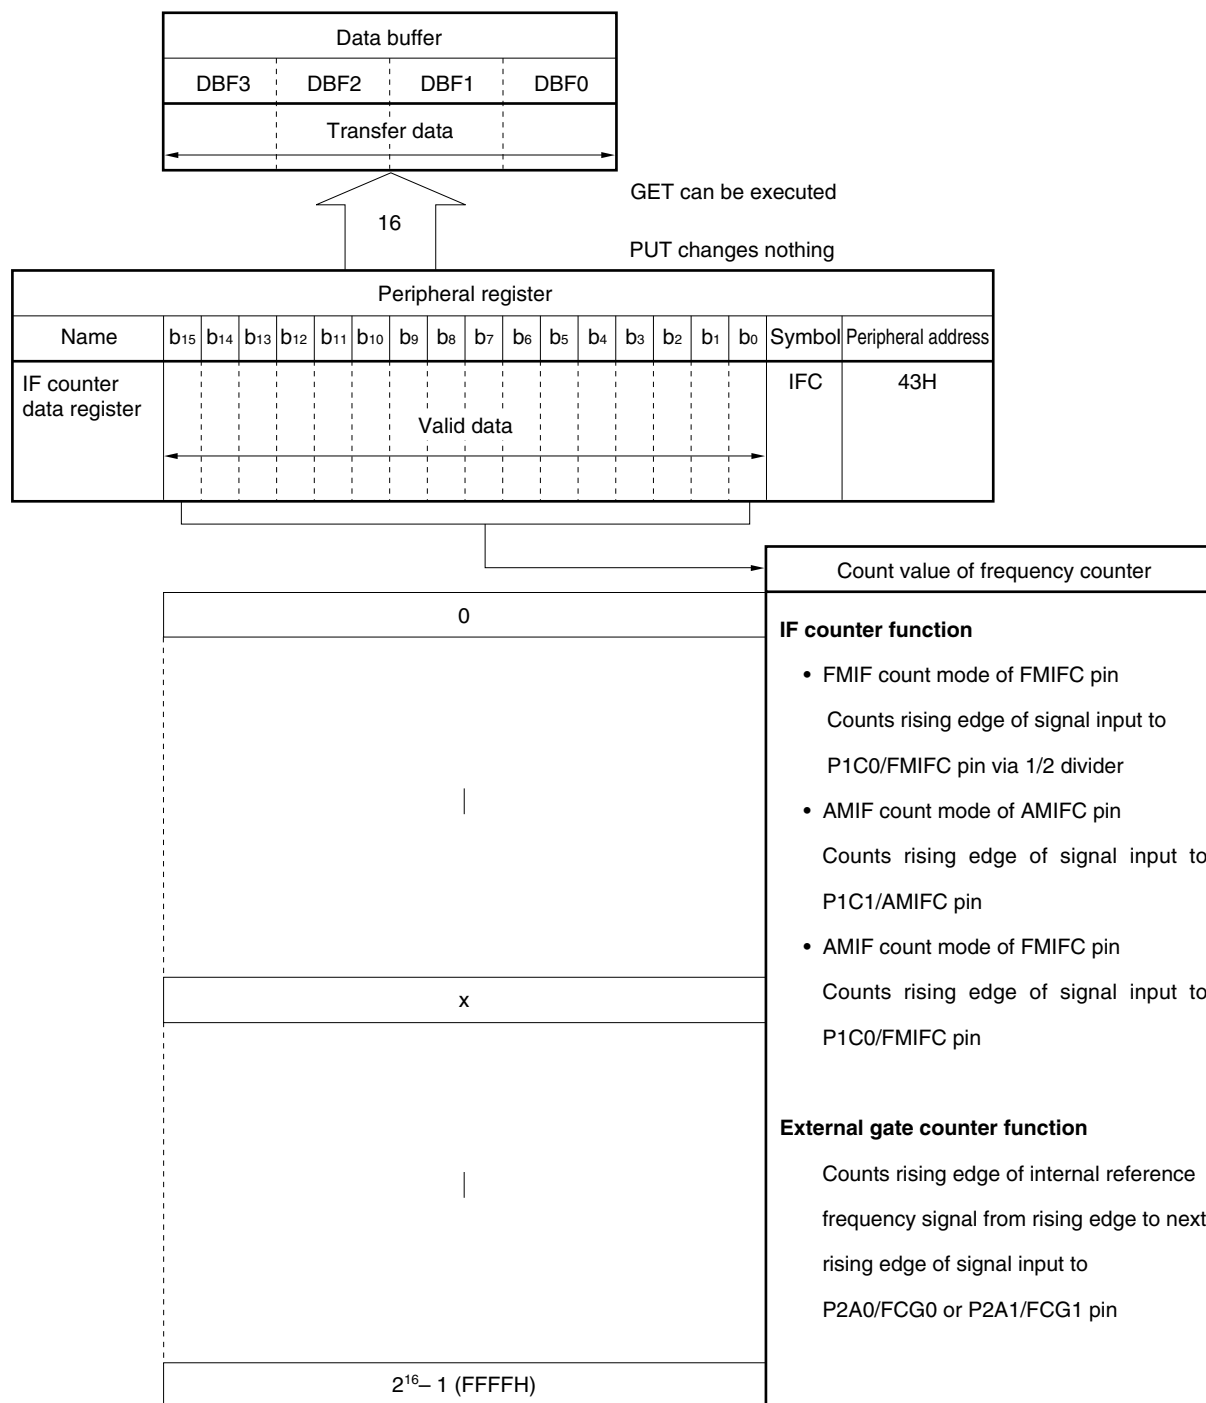 Data buffer
DBF3 DBF2 DBF1 DBF0
Transfer data
GET can be executed
16
PUT changes nothing
Peripheral register
Name b15 b14 b13 b12 b11 b10 b9 b8 b7 b6 b5 b4 b3 b2 b1 b0 Symbol Peripheral address
IF counter IFC 43H
data register
Valid data
Count value of frequency counter
0
IF counter function
• FMIF count mode of FMIFC pin
Counts rising edge of signal input to
P1C0/FMIFC pin via 1/2 divider
• AMIF count mode of AMIFC pin
Counts rising edge of signal input to
P1C1/AMIFC pin
• AMIF count mode of FMIFC pin
x
Counts rising edge of signal input to
P1C0/FMIFC pin
External gate counter function
Counts rising edge of internal reference
frequency signal from rising edge to next
rising edge of signal input to
P2A0/FCG0 or P2A1/FCG1 pin
2^16– 1 (FFFFH)